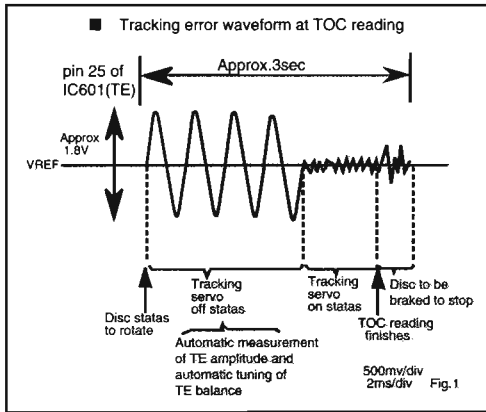 ■ Tracking error waveform at TOC reading
Approx.3sec
pin 25 of
IC601(TE)
Approx
1.8V
VREF
Tracking
servo
off statas
Tracking
servo
on statas
Disc to be
braked to stop
Disc statas
to rotate
TOC reading
finishes
Automatic measurement
of TE amplitude and
automatic tuning of
TE balance
500mv/div
2ms/div Fig.1